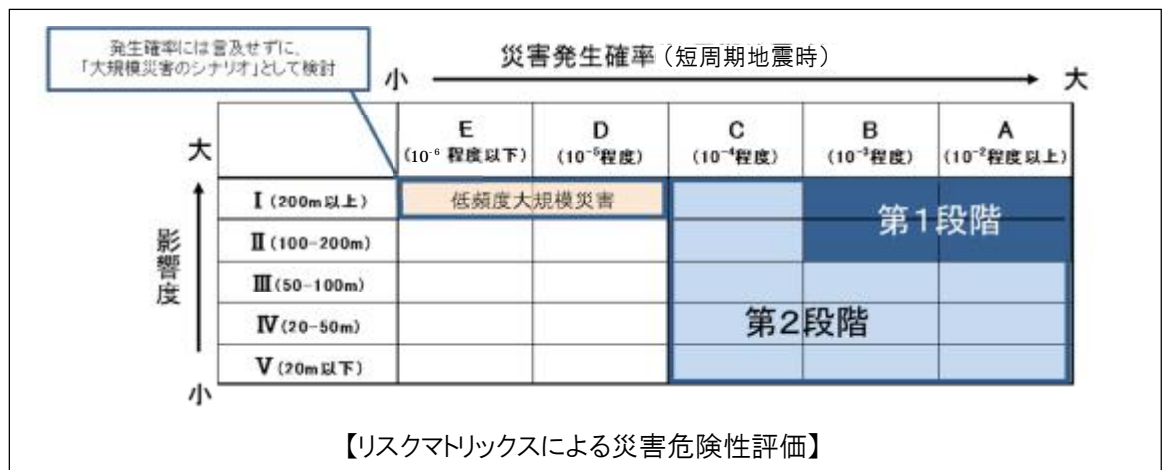 発生確率には言及せずに、
「大規模災害のシナリオ」として検討
災害発生確率（短周期地震時）
小
大
E
(10⁻⁶ 程度以下)
D
(10⁻⁵程度)
C
(10⁻⁴程度)
B
(10⁻³程度)
A
(10⁻²程度以上)
大
影響度
小
Ⅰ（200m以上）
低頻度大規模災害
第1段階
Ⅱ（100-200m）
Ⅲ（50-100m）
Ⅳ（20-50m）
第2段階
Ⅴ（20m以下）
【リスクマトリックスによる災害危険性評価】